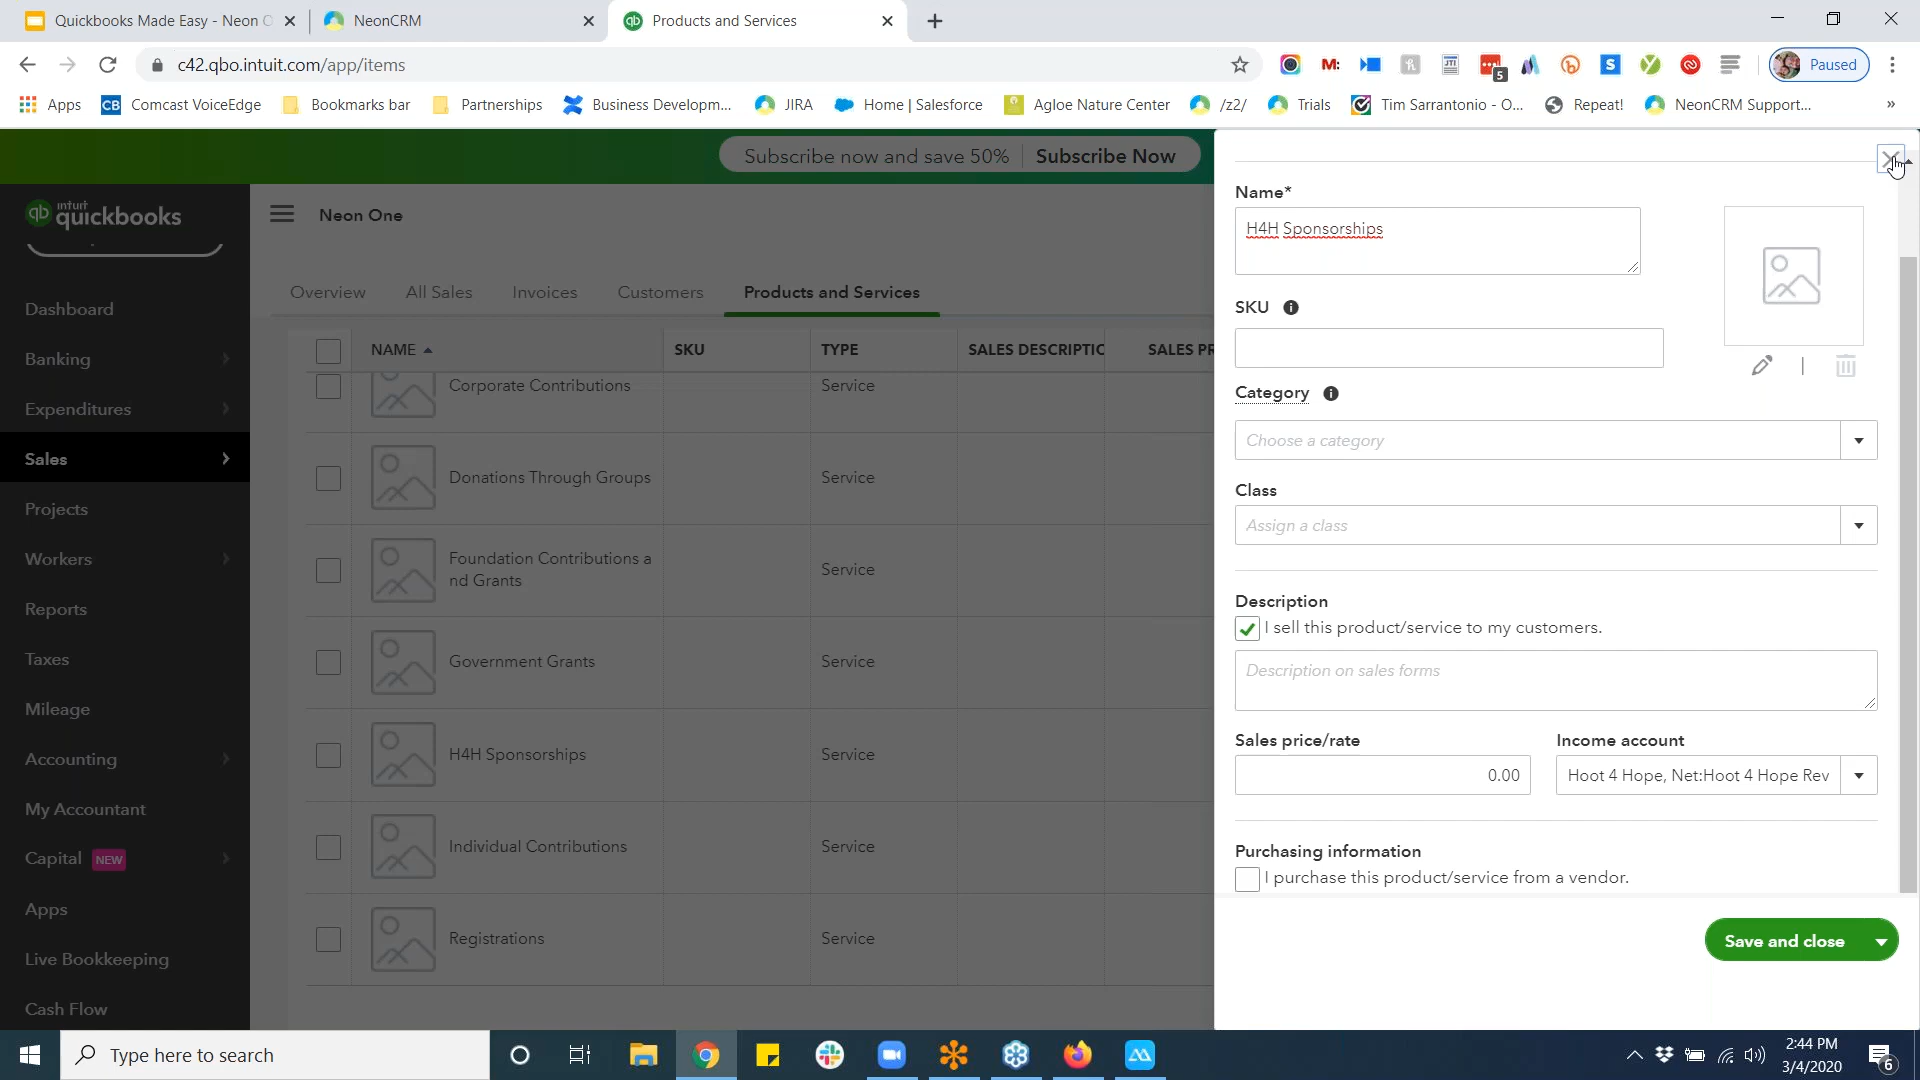 Quickbooks Made Easy - Neon
NeonCRM
Products and Services
c42.qbo.intuit.com/app/items
M:
JTI
5
S
Paused
Apps
CB Comcast VoiceEdge
Bookmarks bar
Partnerships
Business Developm...
JIRA
Home | Salesforce
Agloe Nature Center
/z2/
Trials
Tim Sarrantonio - O...
Repeat!
NeonCRM Support...
»
Subscribe now and save 50%
Subscribe Now
qb intuit quickbooks
Dashboard
Banking
Expenditures
Sales
Projects
Workers
Reports
Taxes
Mileage
Accounting
My Accountant
Capital NEW
Apps
Live Bookkeeping
Cash Flow
Neon One
Overview
All Sales
Invoices
Customers
Products and Services
NAME
SKU
TYPE
SALES DESCRIPTIC
SALES PR
Corporate Contributions
Service
Donations Through Groups
Service
Foundation Contributions a
nd Grants
Service
Government Grants
Service
H4H Sponsorships
Service
Individual Contributions
Service
Registrations
Service
Name*
H4H Sponsorships
SKU
Category
Choose a category
Class
Assign a class
Description
I sell this product/service to my customers.
Description on sales forms
Sales price/rate
Income account
0.00
Hoot 4 Hope, Net:Hoot 4 Hope Rev
Purchasing information
I purchase this product/service from a vendor.
Save and close
Type here to search
2:44 PM
3/4/2020
6